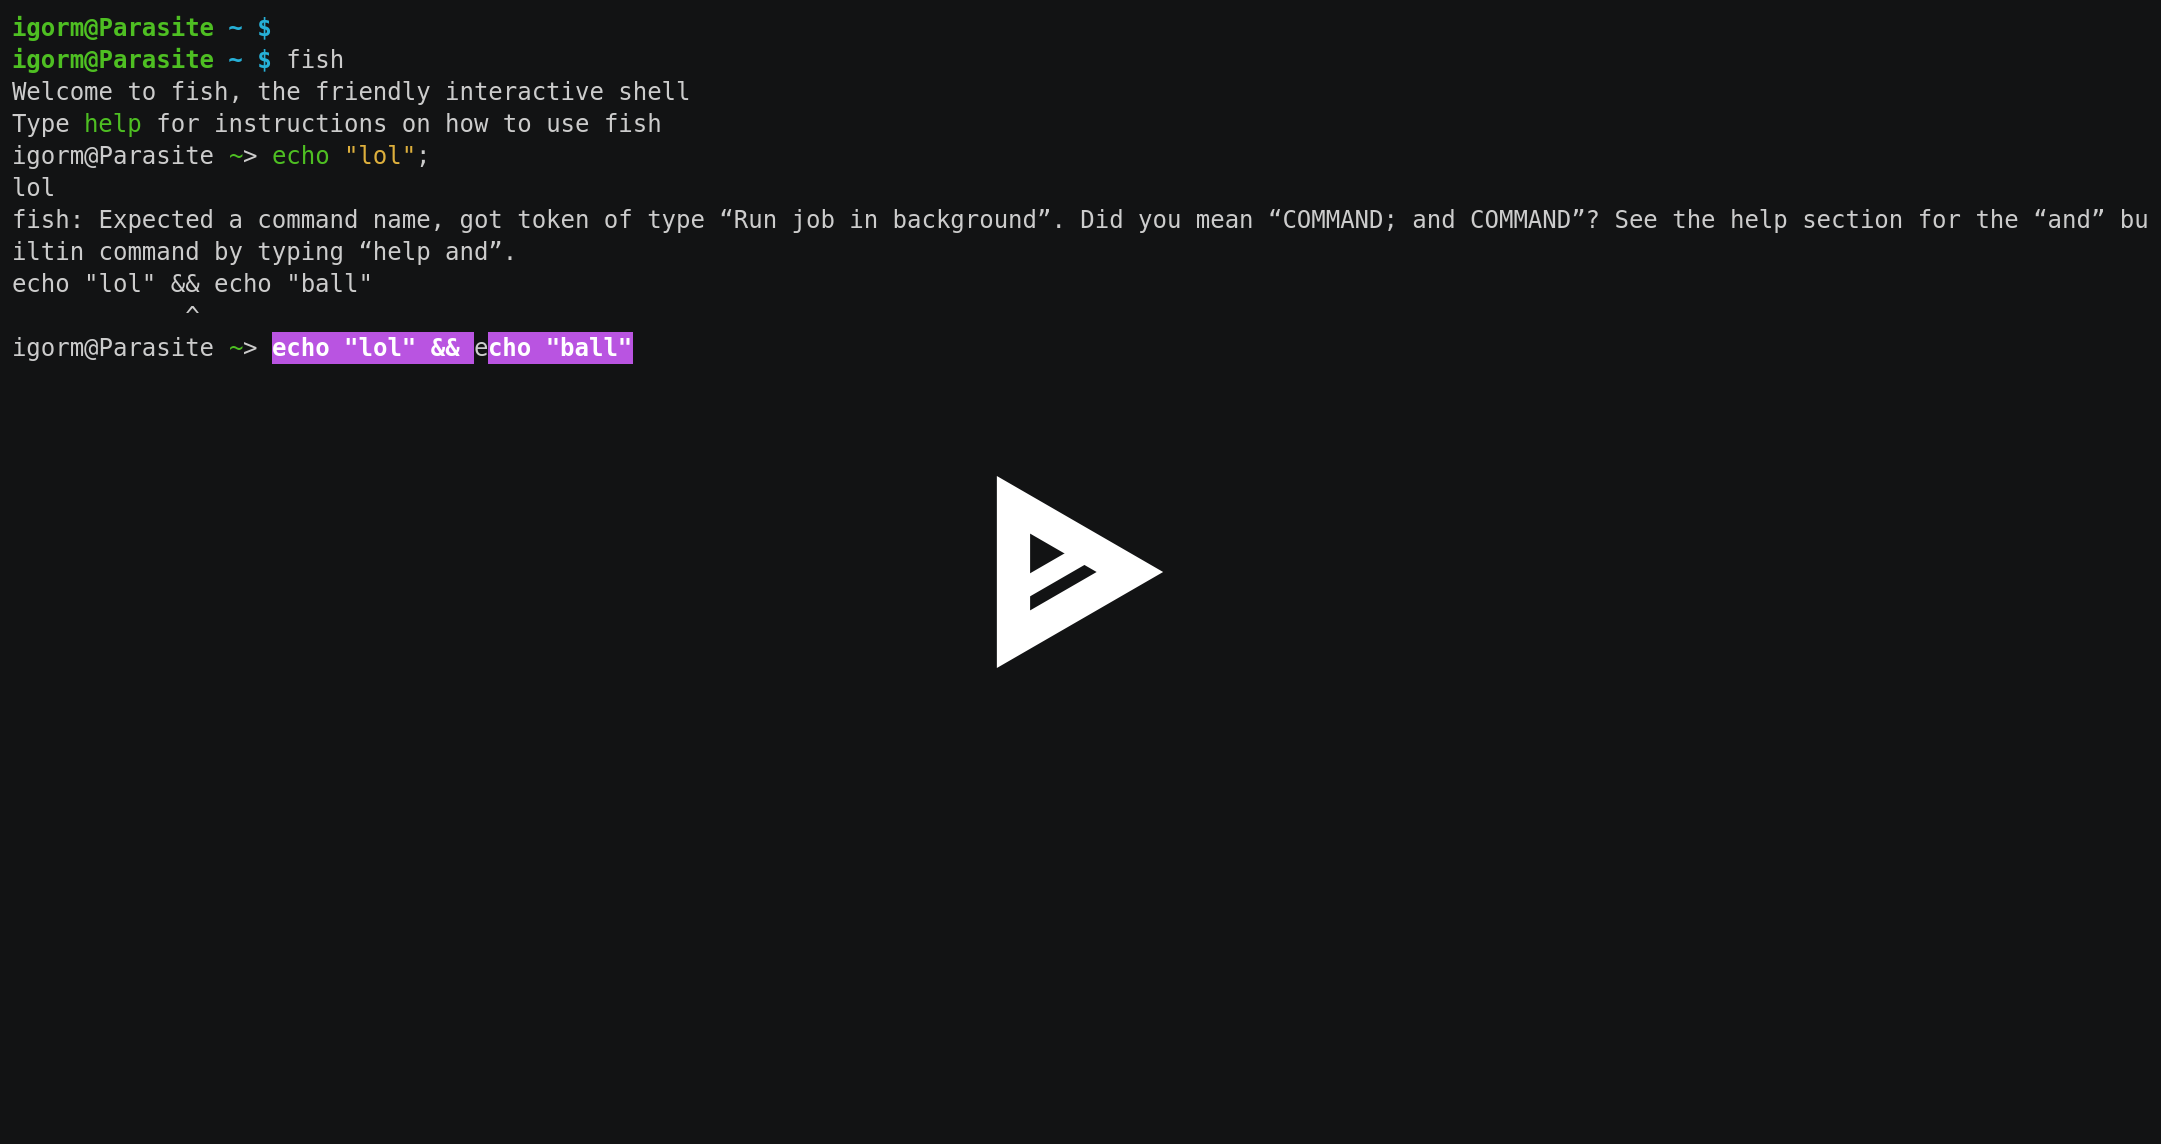 igorm@Parasite ~ $
igorm@Parasite ~ $ fish
Welcome to fish, the friendly interactive shell
Type help for instructions on how to use fish
igorm@Parasite ~> echo "lol";
lol
fish: Expected a command name, got token of type “Run job in background”. Did you mean “COMMAND; and COMMAND”? See the help section for the “and” bu
iltin command by typing “help and”.
echo "lol" && echo "ball"
            ^
igorm@Parasite ~> echo "lol" && echo "ball"